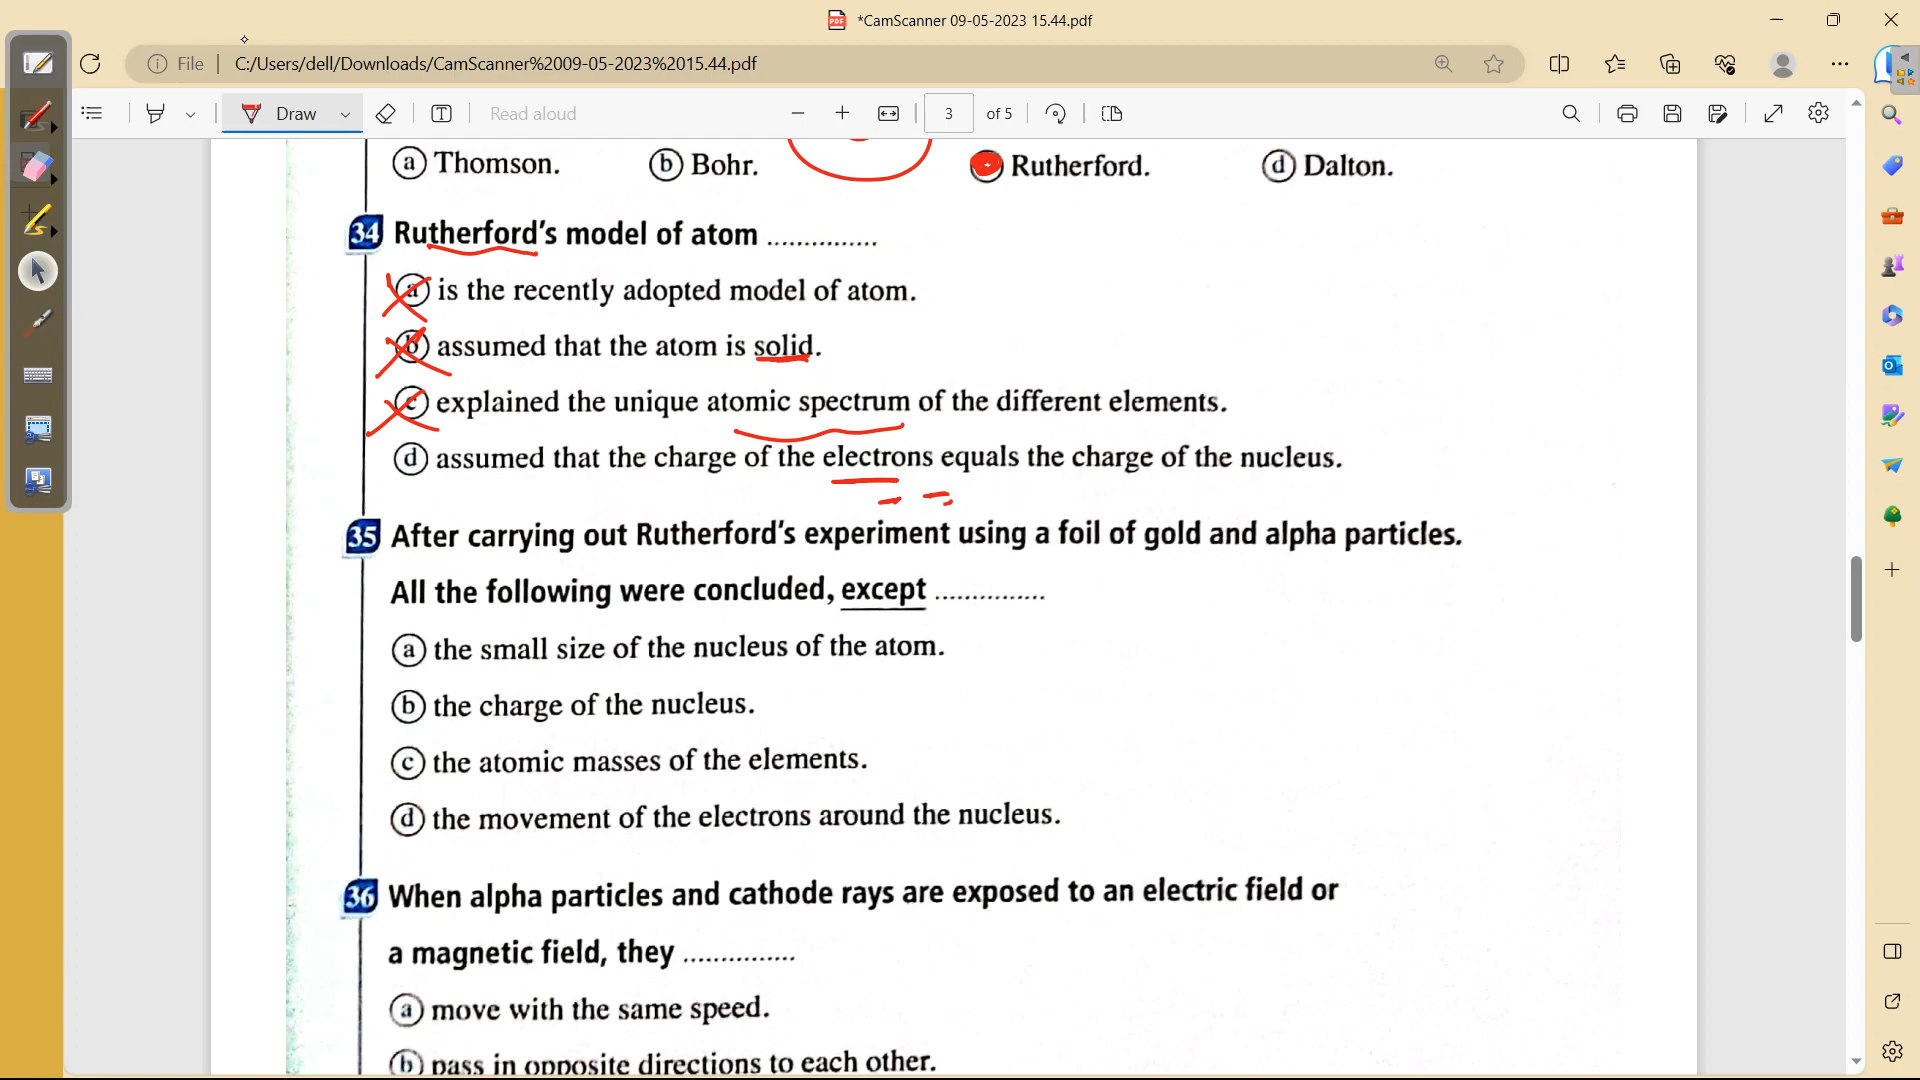 *CamScanner 09-05-2023 15.44.pdf
File C:/Users/dell/Downloads/CamScanner%2009-05-2023%2015.44.pdf
Draw Read aloud 3 of 5
a Thomson. b Bohr. Rutherford. d Dalton.
34 Rutherford's model of atom ...............
a is the recently adopted model of atom.
b assumed that the atom is solid.
c explained the unique atomic spectrum of the different elements.
d assumed that the charge of the electrons equals the charge of the nucleus.
35 After carrying out Rutherford's experiment using a foil of gold and alpha particles.
All the following were concluded, except ...............
a the small size of the nucleus of the atom.
b the charge of the nucleus.
c the atomic masses of the elements.
d the movement of the electrons around the nucleus.
36 When alpha particles and cathode rays are exposed to an electric field or
a magnetic field, they ...............
a move with the same speed.
b pass in opposite directions to each other.